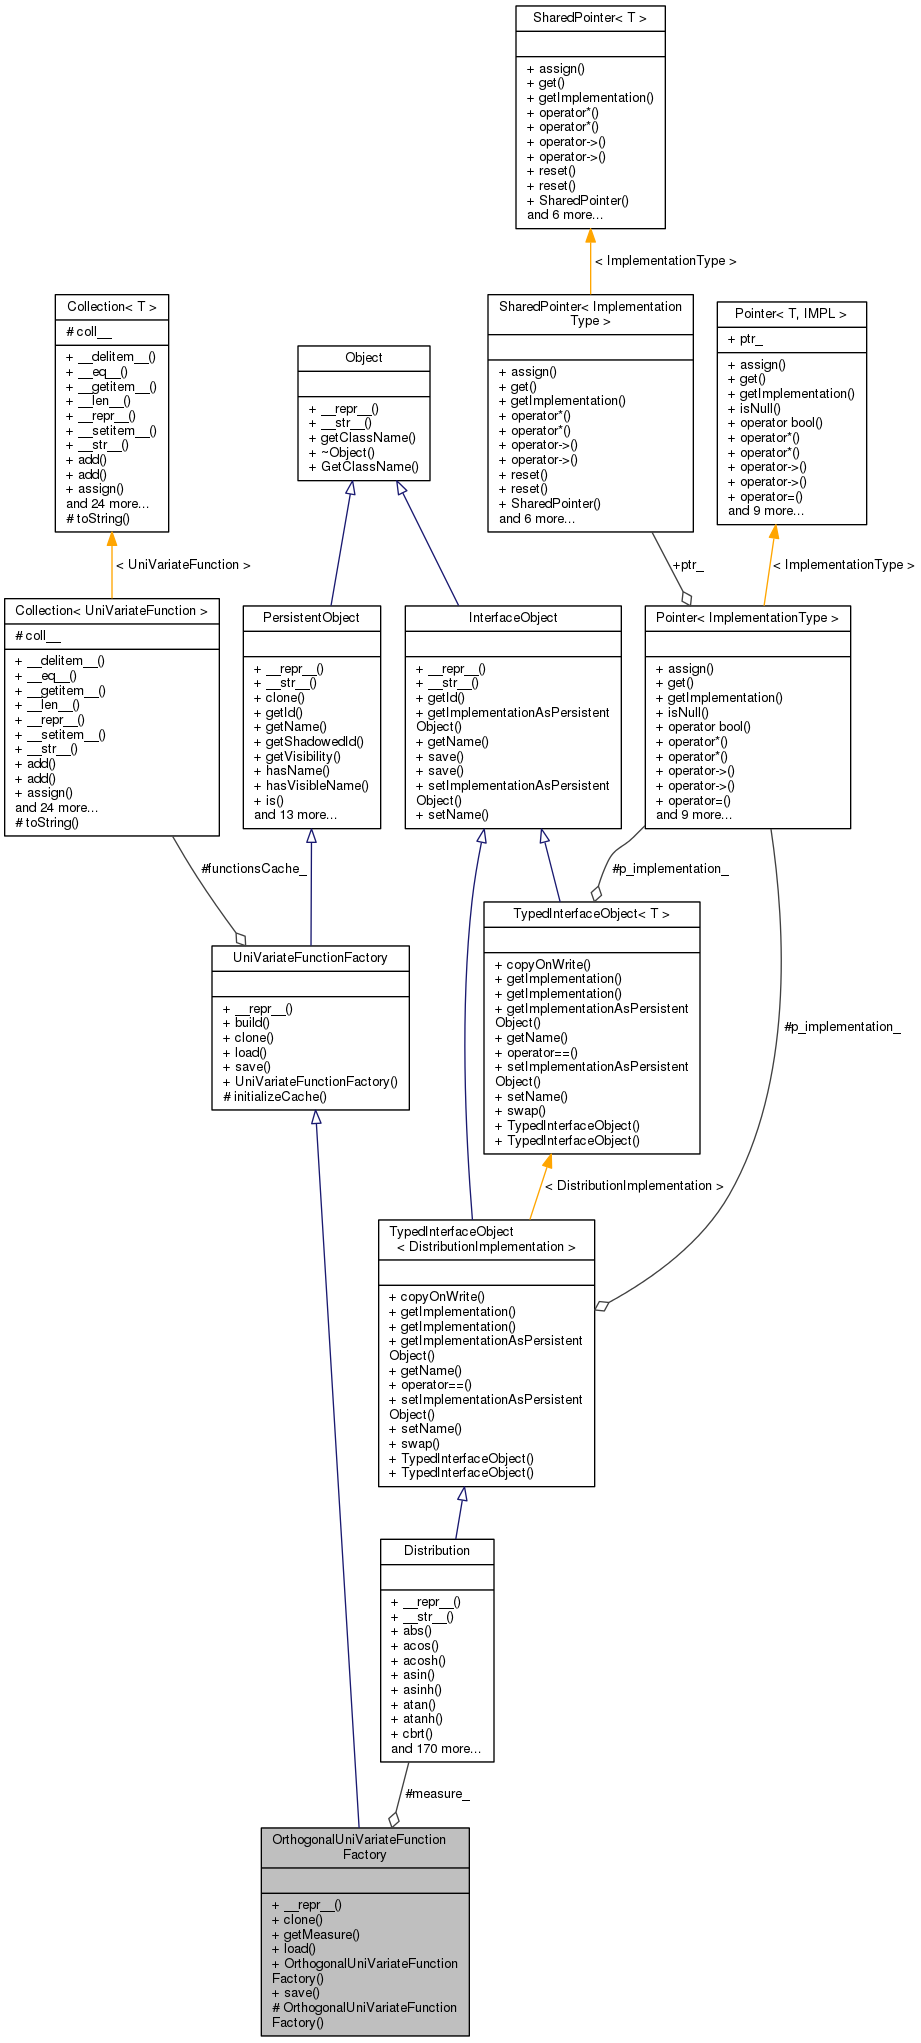 SharedPointer< T >
+ assign()
+ get()
+ getImplementation()
+ operator*()
+ operator*()
+ operator->()
+ operator->()
+ reset()
+ reset()
+ SharedPointer()
and 6 more...
< ImplementationType >
Collection< T >
# coll__
+ __delitem__()
+ __eq__()
+ __getitem__()
+ __len__()
+ __repr__()
+ __setitem__()
+ __str__()
+ add()
+ add()
+ assign()
and 24 more...
# toString()
Object
+ __repr__()
+ __str__()
+ getClassName()
+ ~Object()
+ GetClassName()
SharedPointer< Implementation
Type >
+ assign()
+ get()
+ getImplementation()
+ operator*()
+ operator*()
+ operator->()
+ operator->()
+ reset()
+ reset()
+ SharedPointer()
and 6 more...
Pointer< T, IMPL >
+ ptr_
+ assign()
+ get()
+ getImplementation()
+ isNull()
+ operator bool()
+ operator*()
+ operator*()
+ operator->()
+ operator->()
+ operator=()
and 9 more...
< UniVariateFunction >
+ptr_
< ImplementationType >
Collection< UniVariateFunction >
# coll__
+ __delitem__()
+ __eq__()
+ __getitem__()
+ __len__()
+ __repr__()
+ __setitem__()
+ __str__()
+ add()
+ add()
+ assign()
and 24 more...
# toString()
PersistentObject
+ __repr__()
+ __str__()
+ clone()
+ getId()
+ getName()
+ getShadowedId()
+ getVisibility()
+ hasName()
+ hasVisibleName()
+ is()
and 13 more...
InterfaceObject
+ __repr__()
+ __str__()
+ getId()
+ getImplementationAsPersistent
Object()
+ getName()
+ save()
+ save()
+ setImplementationAsPersistent
Object()
+ setName()
Pointer< ImplementationType >
+ assign()
+ get()
+ getImplementation()
+ isNull()
+ operator bool()
+ operator*()
+ operator*()
+ operator->()
+ operator->()
+ operator=()
and 9 more...
#functionsCache_
#p_implementation_
UniVariateFunctionFactory
+ __repr__()
+ build()
+ clone()
+ load()
+ save()
+ UniVariateFunctionFactory()
# initializeCache()
TypedInterfaceObject< T >
+ copyOnWrite()
+ getImplementation()
+ getImplementation()
+ getImplementationAsPersistent
Object()
+ getName()
+ operator==()
+ setImplementationAsPersistent
Object()
+ setName()
+ swap()
+ TypedInterfaceObject()
+ TypedInterfaceObject()
#p_implementation_
< DistributionImplementation >
TypedInterfaceObject
< DistributionImplementation >
+ copyOnWrite()
+ getImplementation()
+ getImplementation()
+ getImplementationAsPersistent
Object()
+ getName()
+ operator==()
+ setImplementationAsPersistent
Object()
+ setName()
+ swap()
+ TypedInterfaceObject()
+ TypedInterfaceObject()
Distribution
+ __repr__()
+ __str__()
+ abs()
+ acos()
+ acosh()
+ asin()
+ asinh()
+ atan()
+ atanh()
+ cbrt()
and 170 more...
#measure_
OrthogonalUniVariateFunction
Factory
+ __repr__()
+ clone()
+ getMeasure()
+ load()
+ OrthogonalUniVariateFunction
Factory()
+ save()
# OrthogonalUniVariateFunction
Factory()